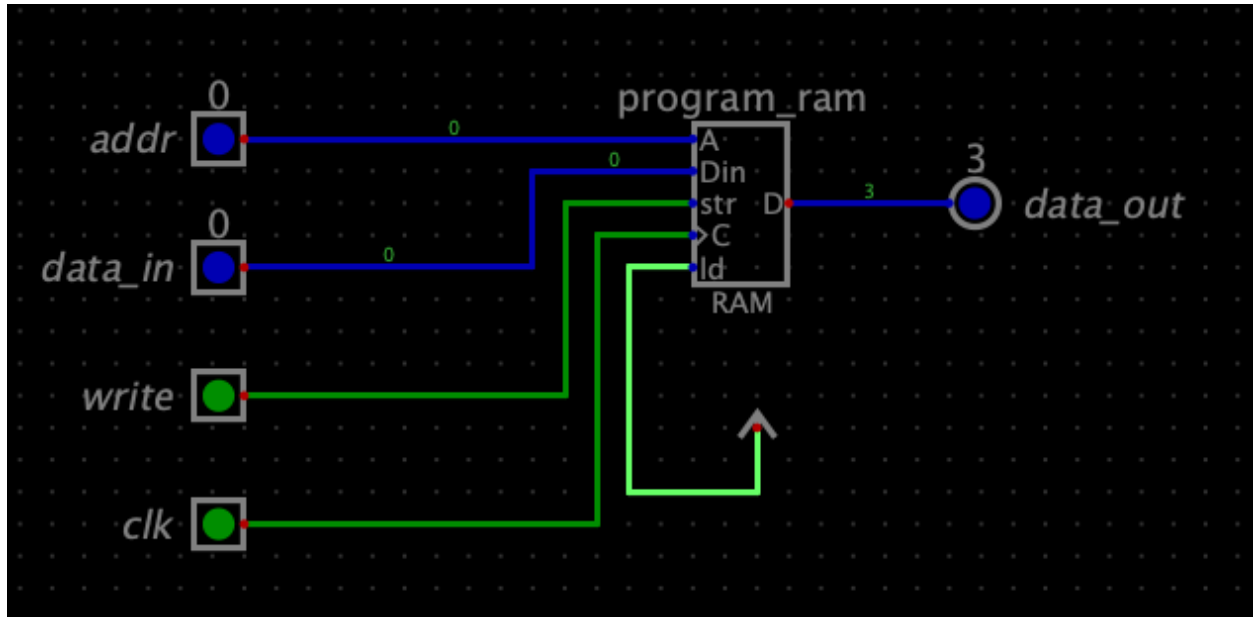 0
addr
0
program_ram
A
0
Din
str
D
3
3
data_out
C
ld
RAM
0
data_in
0
write
clk